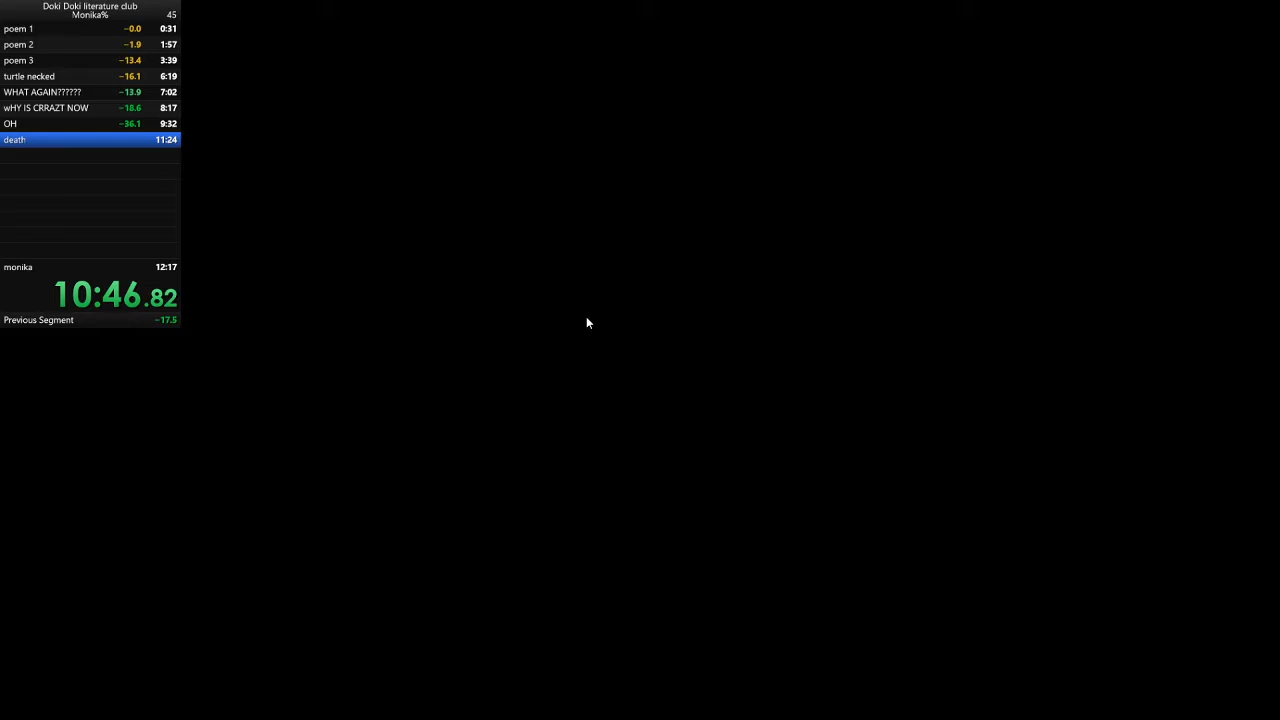 Doki Doki literature club
Monika% 45
poem 1 −0.0 0:31
poem 2 −1.9 1:57
poem 3 −13.4 3:39
turtle necked −16.1 6:19
WHAT AGAIN?????? −13.9 7:02
wHY IS CRRAZT NOW −18.6 8:17
OH −36.1 9:32
death 11:24
monika 12:17
10:46.82
Previous Segment −17.5